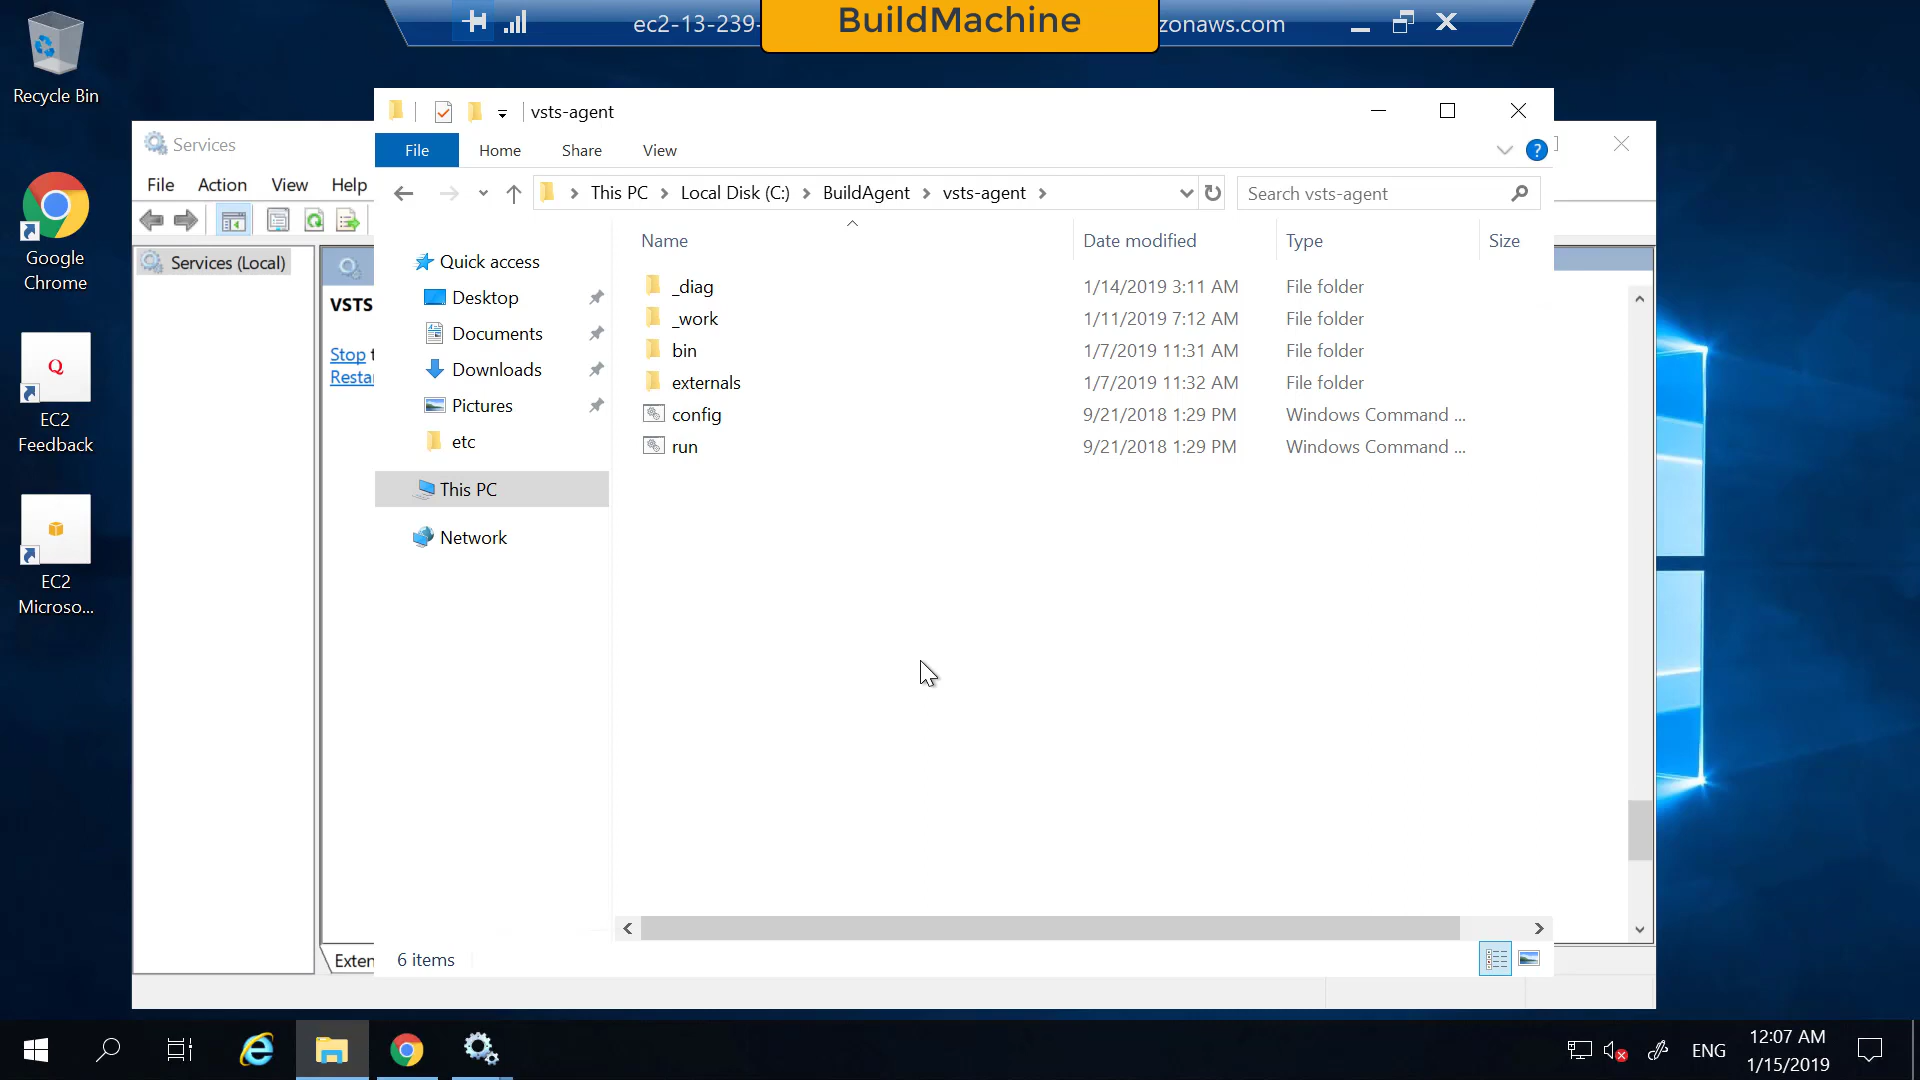 BuildMachine
ec2-13-239-
zonaws.com
Recycle Bin
Google
Chrome
EC2
Feedback
EC2
Microso...
Services
File Action View Help
Services (Local)
VSTS
Stop t
Restar
Exten
vsts-agent
File Home Share View
This PC Local Disk (C:) BuildAgent vsts-agent
Search vsts-agent
Name Date modified Type Size
Quick access
Desktop
Documents
Downloads
Pictures
etc
This PC
Network
_diag 1/14/2019 3:11 AM File folder
_work 1/11/2019 7:12 AM File folder
bin 1/7/2019 11:31 AM File folder
externals 1/7/2019 11:32 AM File folder
config 9/21/2018 1:29 PM Windows Command ...
run 9/21/2018 1:29 PM Windows Command ...
6 items
ENG
12:07 AM
1/15/2019